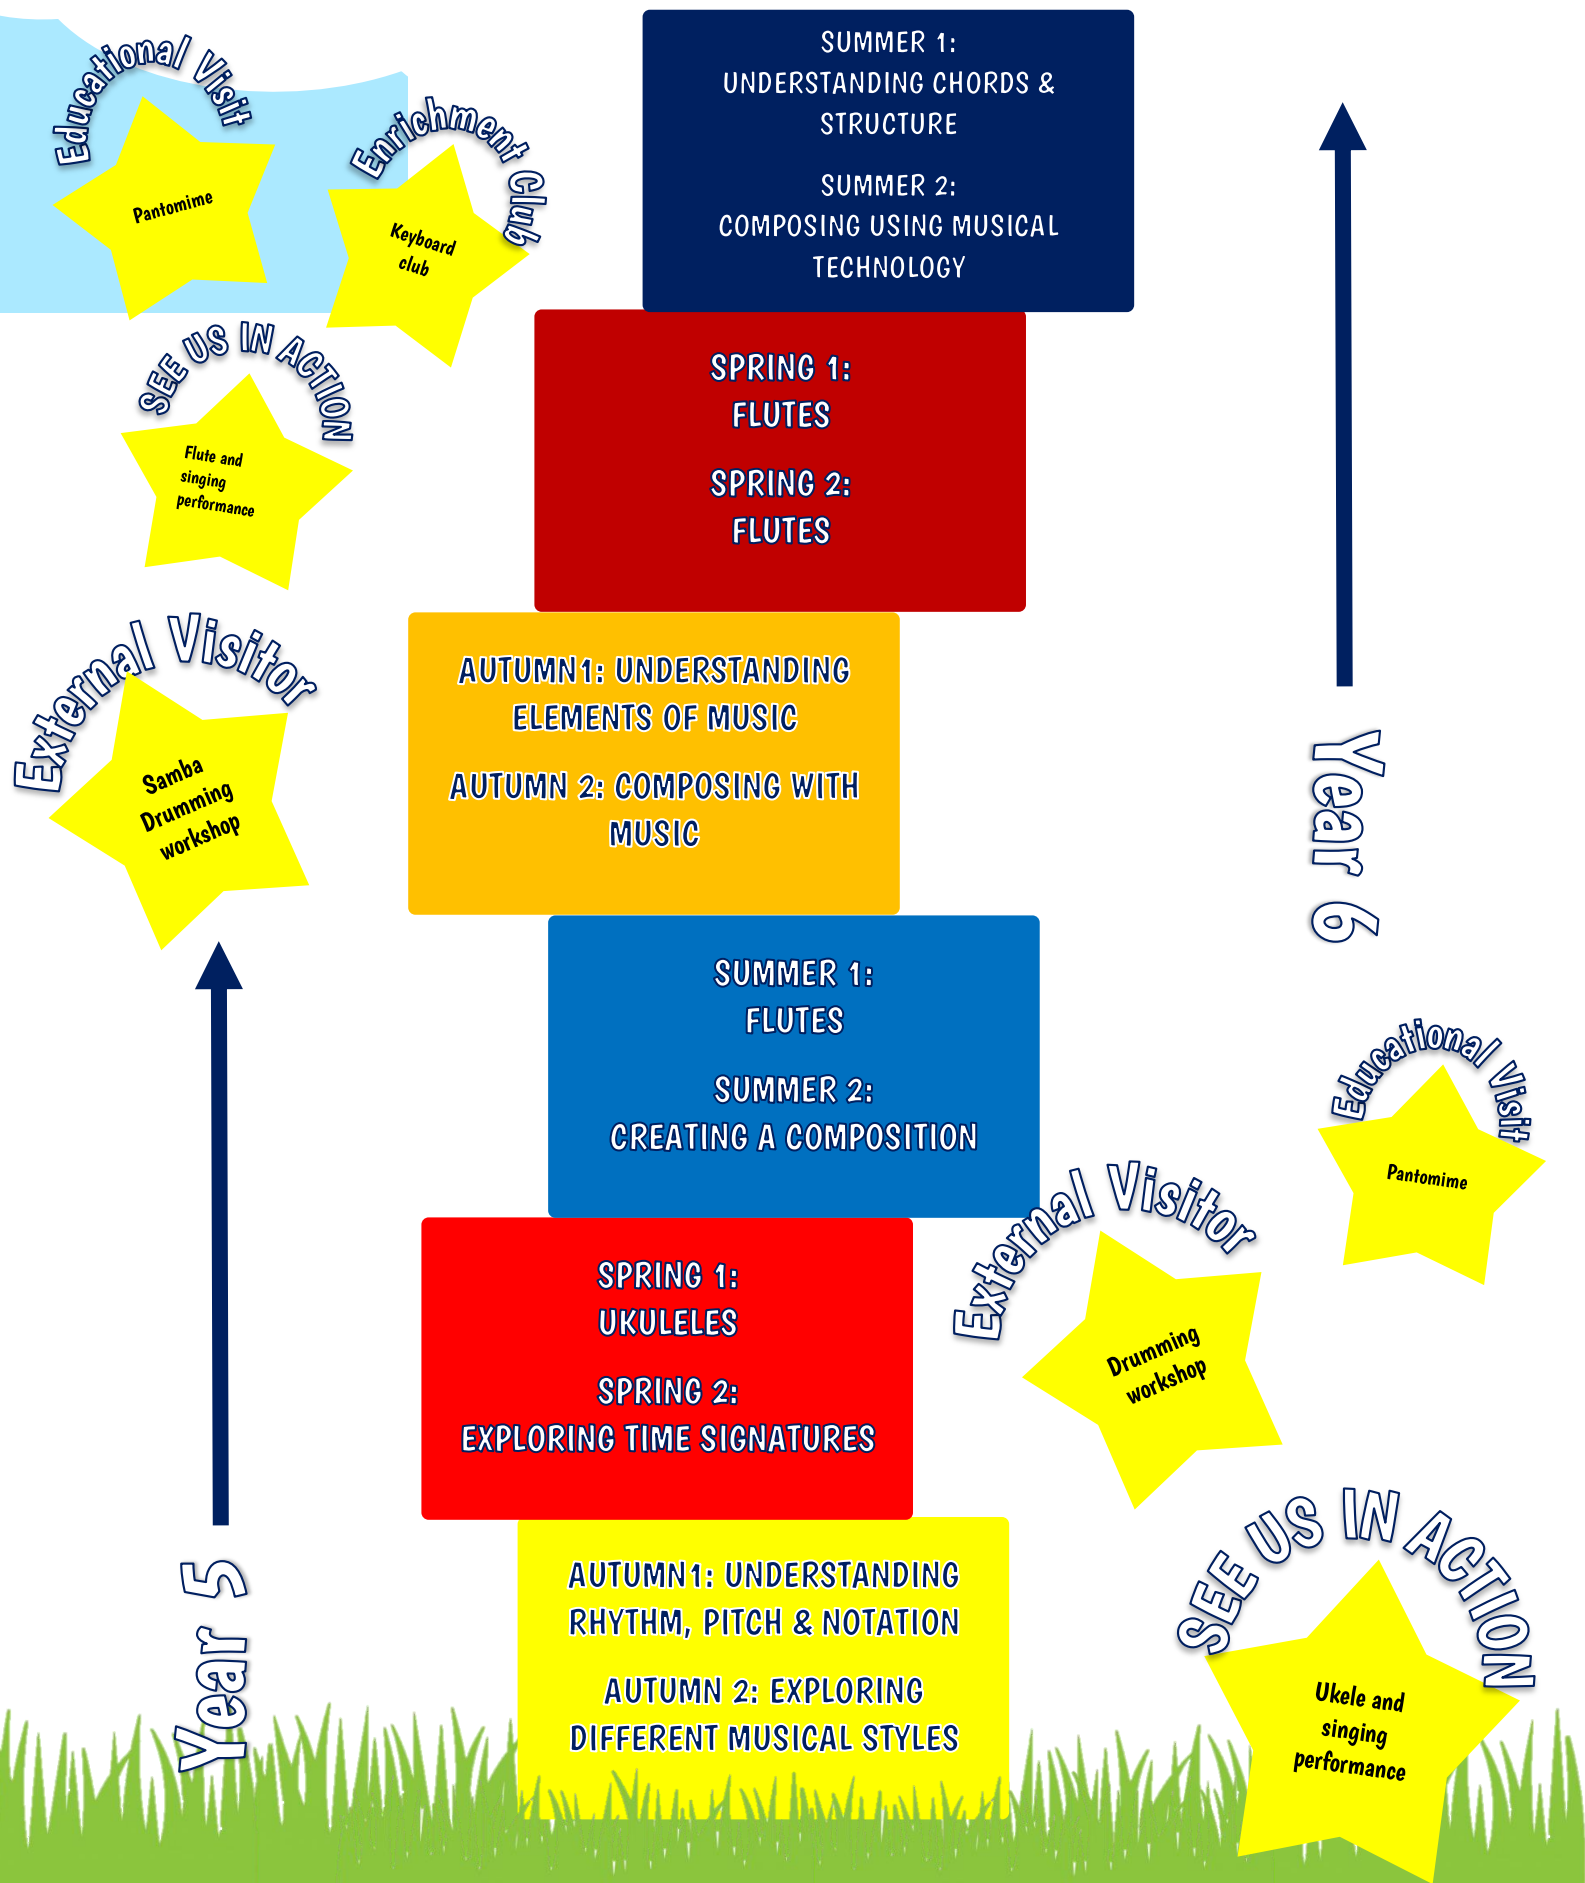 Educational Visit
Pantomime
Enrichment Club
Keyboard
club
SUMMER 1:
UNDERSTANDING CHORDS &
STRUCTURE
SUMMER 2:
COMPOSING USING MUSICAL
TECHNOLOGY
SEE US IN ACTION
Flute and
singing
performance
SPRING 1:
FLUTES
SPRING 2:
FLUTES
External Visitor
Samba
Drumming
workshop
AUTUMN1: UNDERSTANDING
ELEMENTS OF MUSIC
AUTUMN 2: COMPOSING WITH
MUSIC
Year 6
SUMMER 1:
FLUTES
SUMMER 2:
CREATING A COMPOSITION
Educational Visit
Pantomime
External Visitor
Drumming
workshop
SPRING 1:
UKULELES
SPRING 2:
EXPLORING TIME SIGNATURES
SEE US IN ACTION
Ukele and
singing
performance
Year 5
AUTUMN1: UNDERSTANDING
RHYTHM, PITCH & NOTATION
AUTUMN 2: EXPLORING
DIFFERENT MUSICAL STYLES